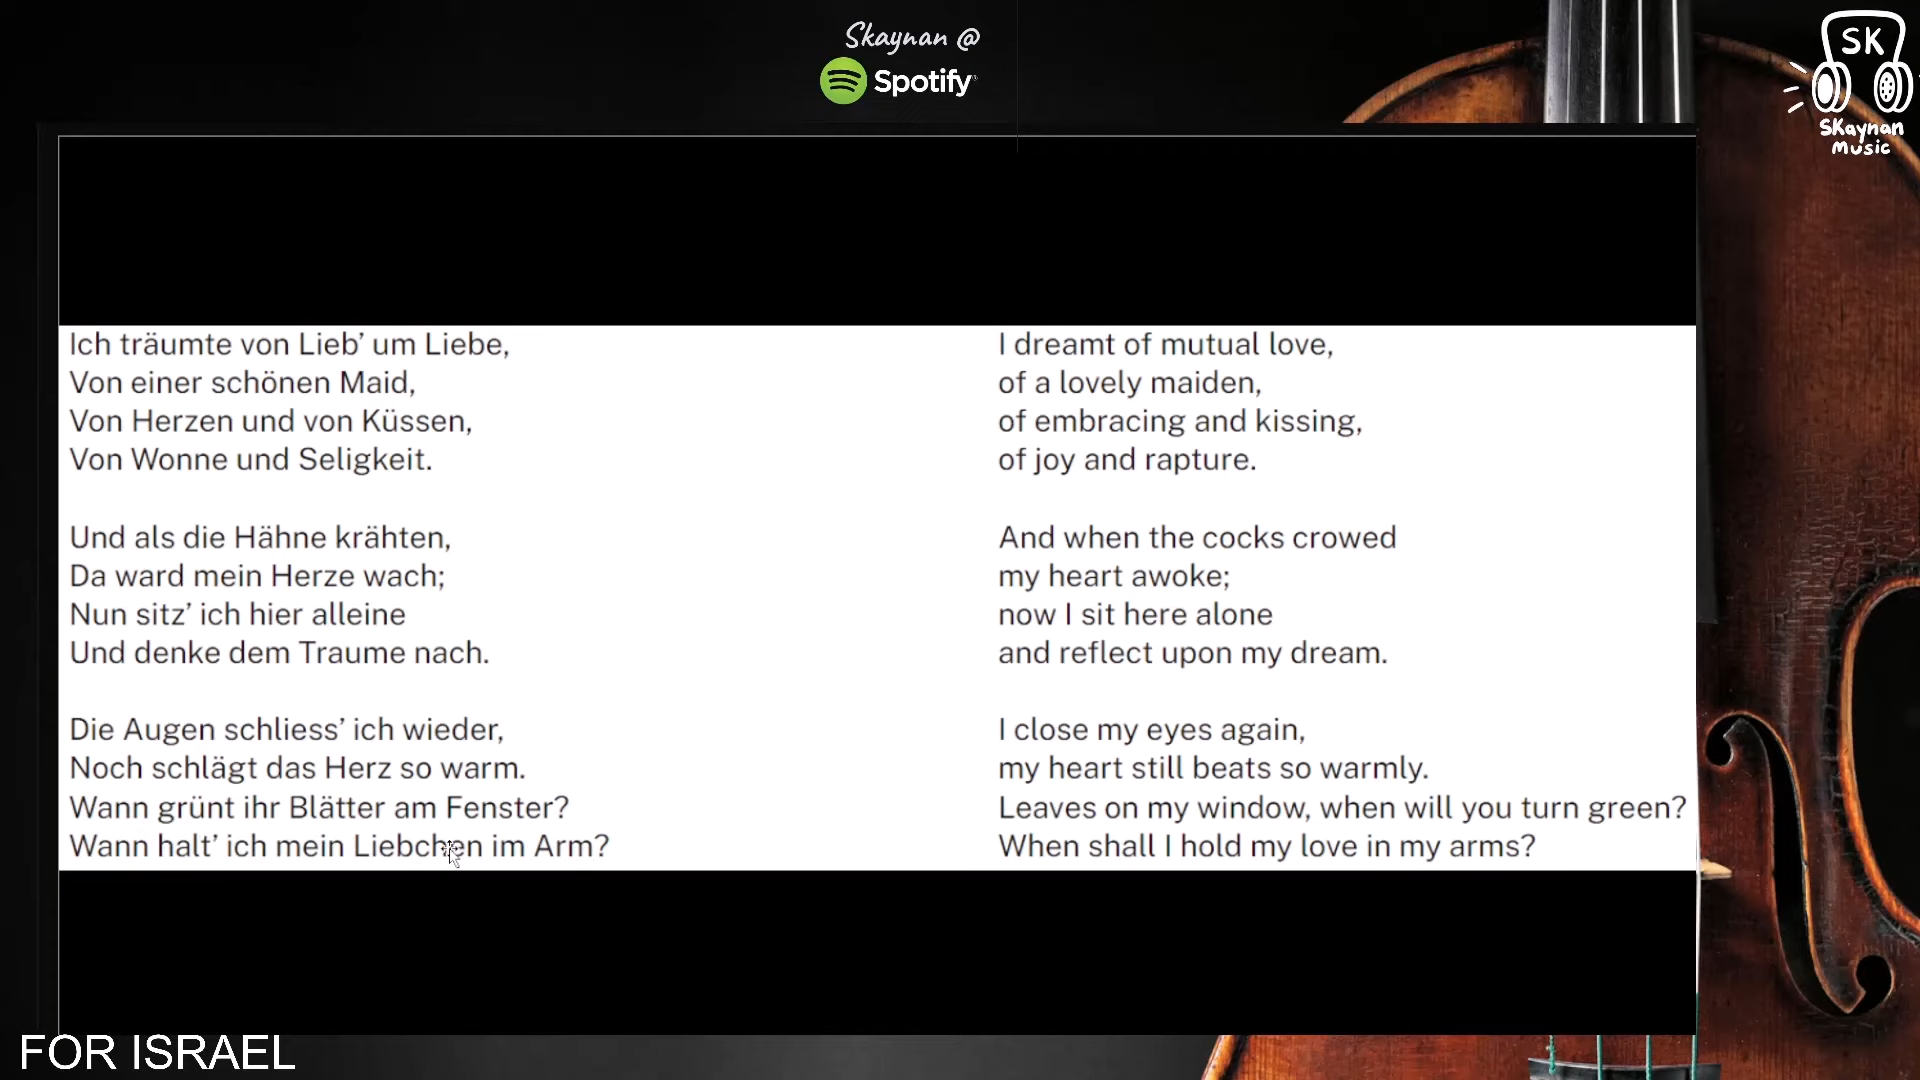 Skaynan @
Spotify
SK
SKaynan
Music
Ich träumte von Lieb’ um Liebe,
Von einer schönen Maid,
Von Herzen und von Küssen,
Von Wonne und Seligkeit.
Und als die Hähne krähten,
Da ward mein Herze wach;
Nun sitz’ ich hier alleine
Und denke dem Traume nach.
Die Augen schliess’ ich wieder,
Noch schlägt das Herz so warm.
Wann grünt ihr Blätter am Fenster?
Wann halt’ ich mein Liebchen im Arm?
I dreamt of mutual love,
of a lovely maiden,
of embracing and kissing,
of joy and rapture.
And when the cocks crowed
my heart awoke;
now I sit here alone
and reflect upon my dream.
I close my eyes again,
my heart still beats so warmly.
Leaves on my window, when will you turn green?
When shall I hold my love in my arms?
FOR ISRAEL